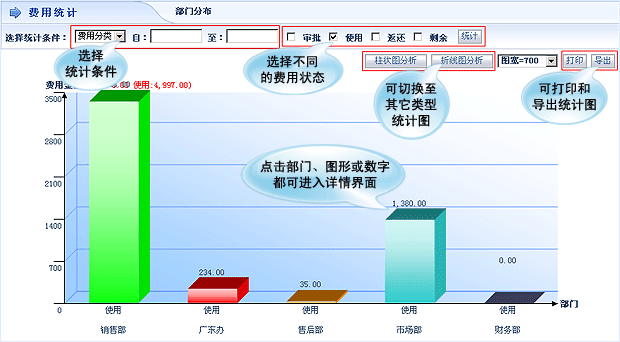 费用统计 部门分布
选择统计条件: 费用分类 自: 至: 审批 使用 返还 剩余 统计
柱状图分析 折线图分析 图宽=700 打印 导出
选择
统计条件
选择不同
的费用状态
可切换至
其它类型
统计图
可打印和
导出统计图
费用 使用:4,997.00)
点击部门、图形或数字
都可进入详情界面
3500
2800
2100
1400
700
0
234.00
35.00
1,380.00
0.00
使用 使用 使用 使用 使用 部门
销售部 广东办 售后部 市场部 财务部